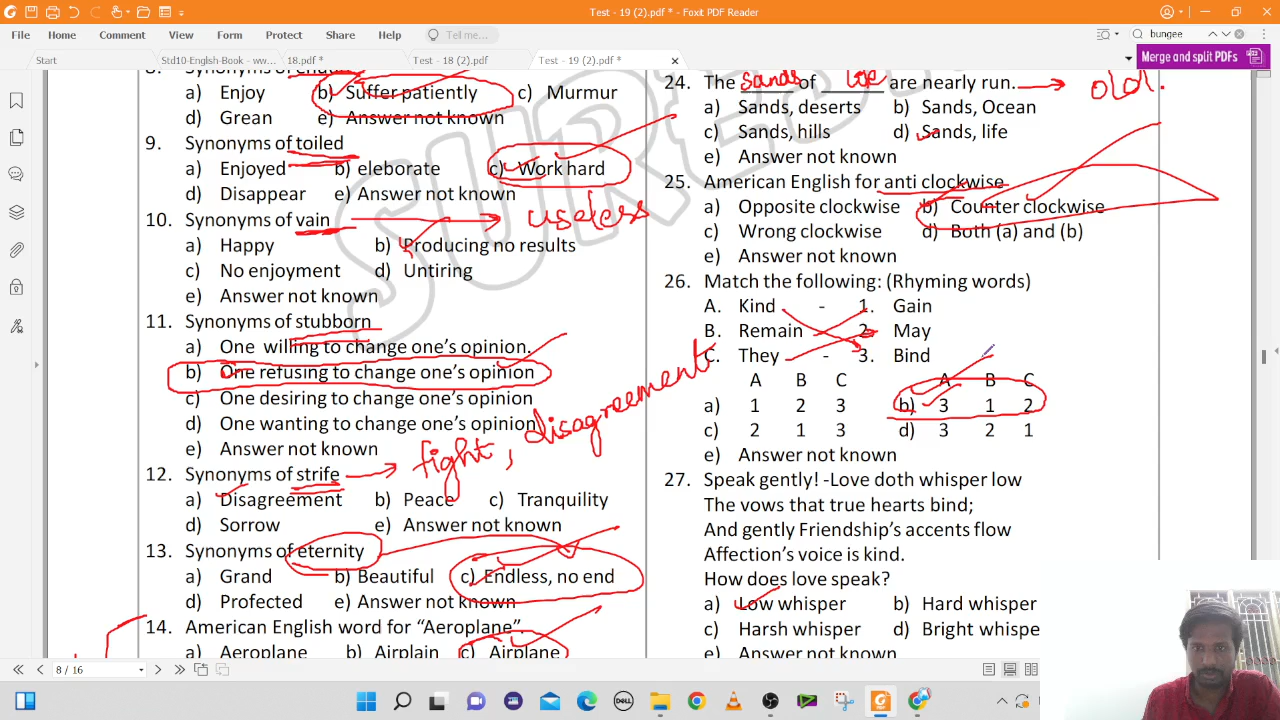 Test - 19 (2).pdf * - Foxit PDF Reader
File Home Comment View Form Protect Share Help Tell me... bungee
Start Std10-English-Book - ww... 18.pdf * Test - 18 (2).pdf Test - 19 (2).pdf *
Merge and split PDFs
a) Enjoy b) Suffer patiently c) Murmur
d) Grean e) Answer not known
9. Synonyms of toiled
a) Enjoyed b) eleborate c) Work hard
d) Disappear e) Answer not known
10. Synonyms of vain useless
a) Happy b) Producing no results
c) No enjoyment d) Untiring
e) Answer not known
11. Synonyms of stubborn
a) One willing to change one's opinion.
b) One refusing to change one's opinion
c) One desiring to change one's opinion
d) One wanting to change one's opinion
e) Answer not known
12. Synonyms of strife fight, disagreement
a) Disagreement b) Peace c) Tranquility
d) Sorrow e) Answer not known
13. Synonyms of eternity
a) Grand b) Beautiful c) Endless, no end
d) Profected e) Answer not known
14. American English word for "Aeroplane".
a) Aeroplane b) Airplain c) Airplane
24. The sands of life are nearly run. old.
a) Sands, deserts b) Sands, Ocean
c) Sands, hills d) Sands, life
e) Answer not known
25. American English for anti clockwise
a) Opposite clockwise b) Counter clockwise
c) Wrong clockwise d) Both (a) and (b)
e) Answer not known
26. Match the following: (Rhyming words)
A. Kind - 1. Gain
B. Remain 2. May
C. They - 3. Bind
A B C A B C
a) 1 2 3 b) 3 1 2
c) 2 1 3 d) 3 2 1
e) Answer not known
27. Speak gently! -Love doth whisper low
The vows that true hearts bind;
And gently Friendship's accents flow
Affection's voice is kind.
How does love speak?
a) Low whisper b) Hard whisper
c) Harsh whisper d) Bright whispe
e) Answer not known
8 / 16